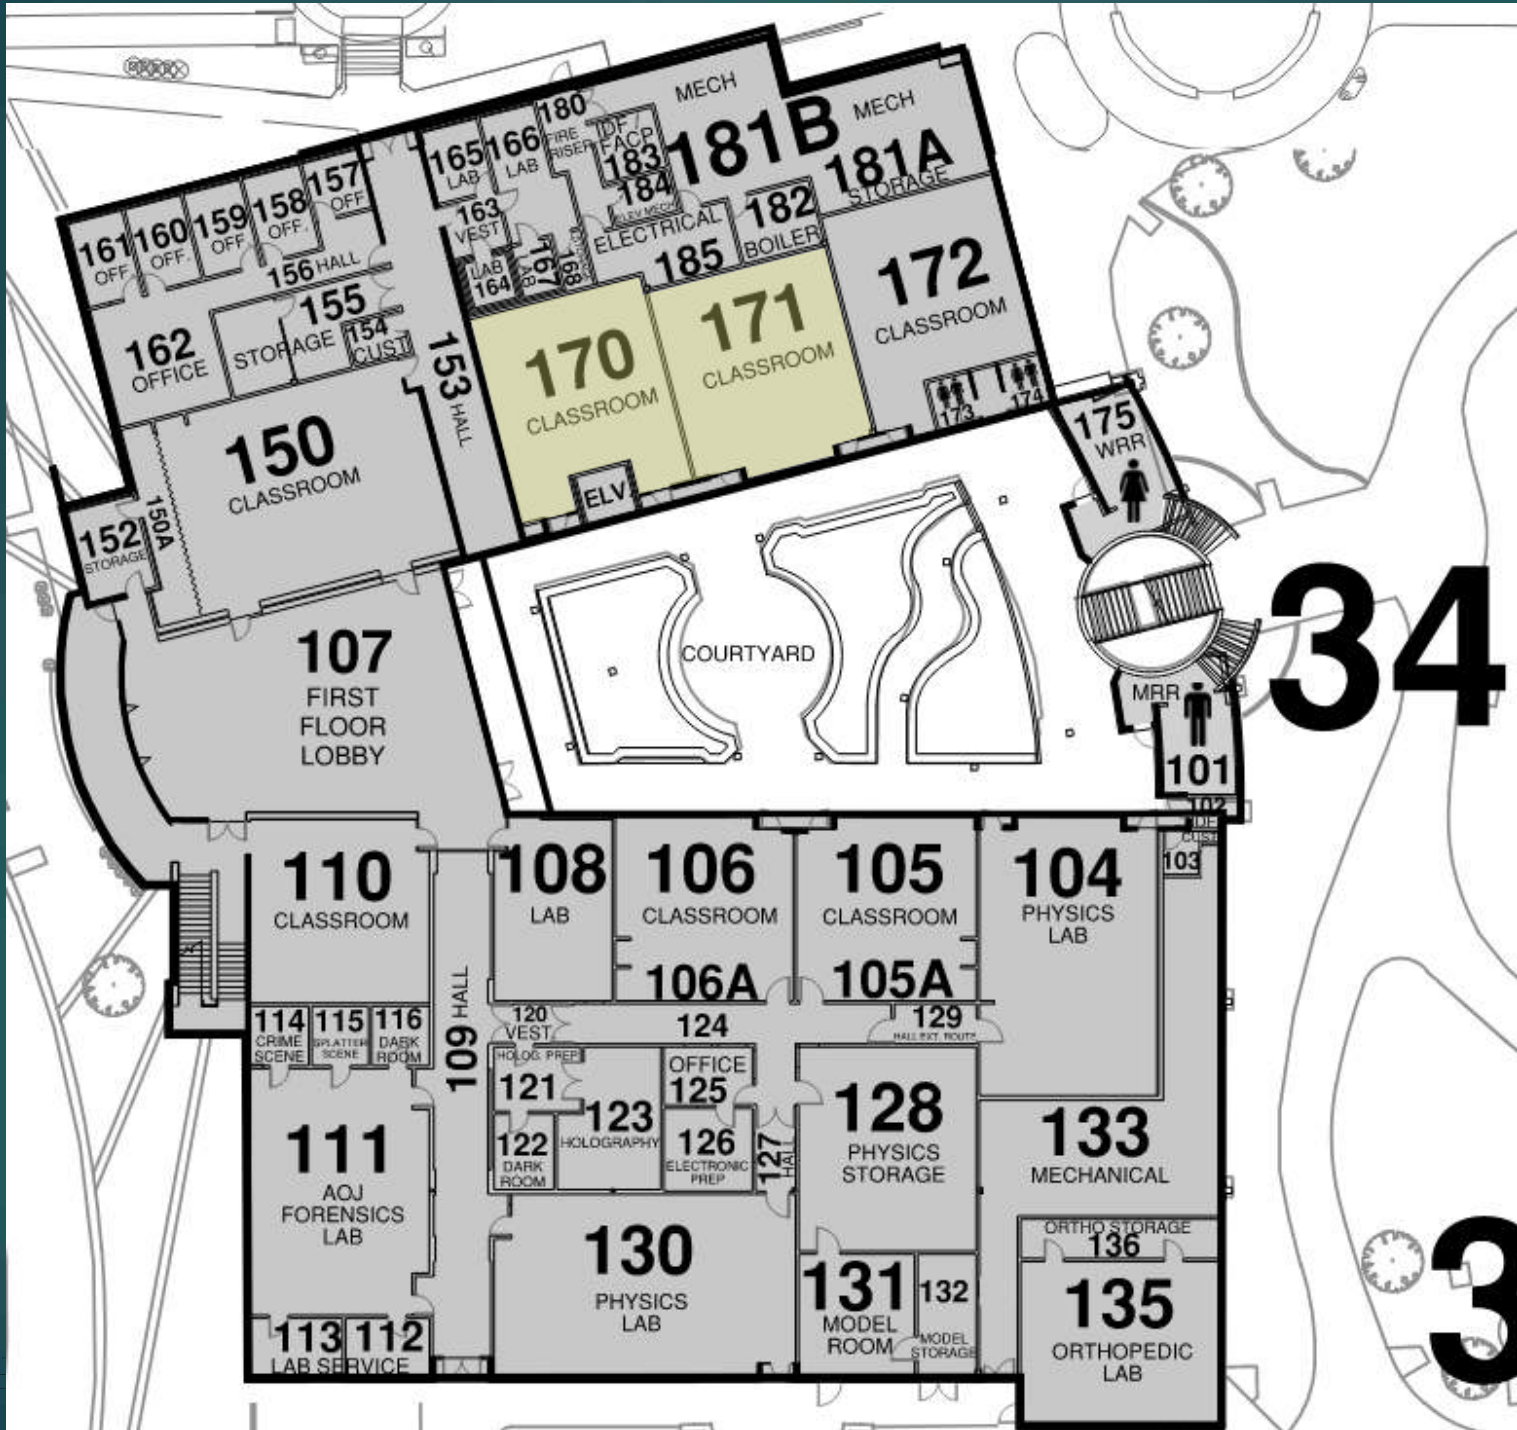 MECH
181B
MECH
181A
STORAGE
180
FIRE
RISER
IDF/
FACP
183
184
ELEV MECH
165
LAB
166
LAB
163
VEST
LAB
164
167
LAB
168
ELECTRICAL
185
182
BOILER
157
OFF.
158
OFF.
159
OFF.
160
OFF.
161
OFF.
156 HALL
155
STORAGE
154
CUST
162
OFFICE
153 HALL
170
CLASSROOM
171
CLASSROOM
172
CLASSROOM
173
174
175
WRR
150
CLASSROOM
150A
152
STORAGE
ELV
107
FIRST
FLOOR
LOBBY
COURTYARD
34
MRR
101
102
IDF
CUST
103
110
CLASSROOM
108
LAB
106
CLASSROOM
106A
105
CLASSROOM
105A
104
PHYSICS
LAB
109 HALL
114
CRIME
SCENE
115
SPLATTER
SCENE
116
DARK
ROOM
120
VEST
124
129
HALL EXT. ROUTE
HOLOG. PREP
121
122
DARK
ROOM
123
HOLOGRAPHY
OFFICE
125
126
ELECTRONIC
PREP
127
HALL
128
PHYSICS
STORAGE
133
MECHANICAL
111
AOJ
FORENSICS
LAB
113
112
LAB SERVICE
130
PHYSICS
LAB
131
MODEL
ROOM
132
MODEL
STORAGE
ORTHO STORAGE
136
135
ORTHOPEDIC
LAB
3